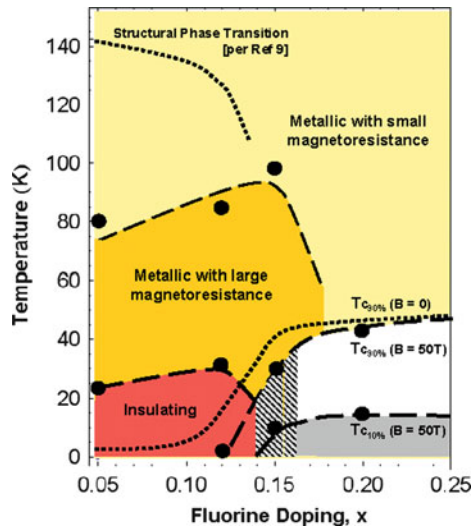 Structural Phase Transition
[per Ref 9]
Metallic with small
magnetoresistance
Metallic with large
magnetoresistance
Insulating
Tc90% (B = 0)
Tc90% (B = 50T)
Tc10% (B = 50T)
Temperature (K)
140
120
100
80
60
40
20
0
0.05
0.10
0.15
0.20
0.25
Fluorine Doping, x